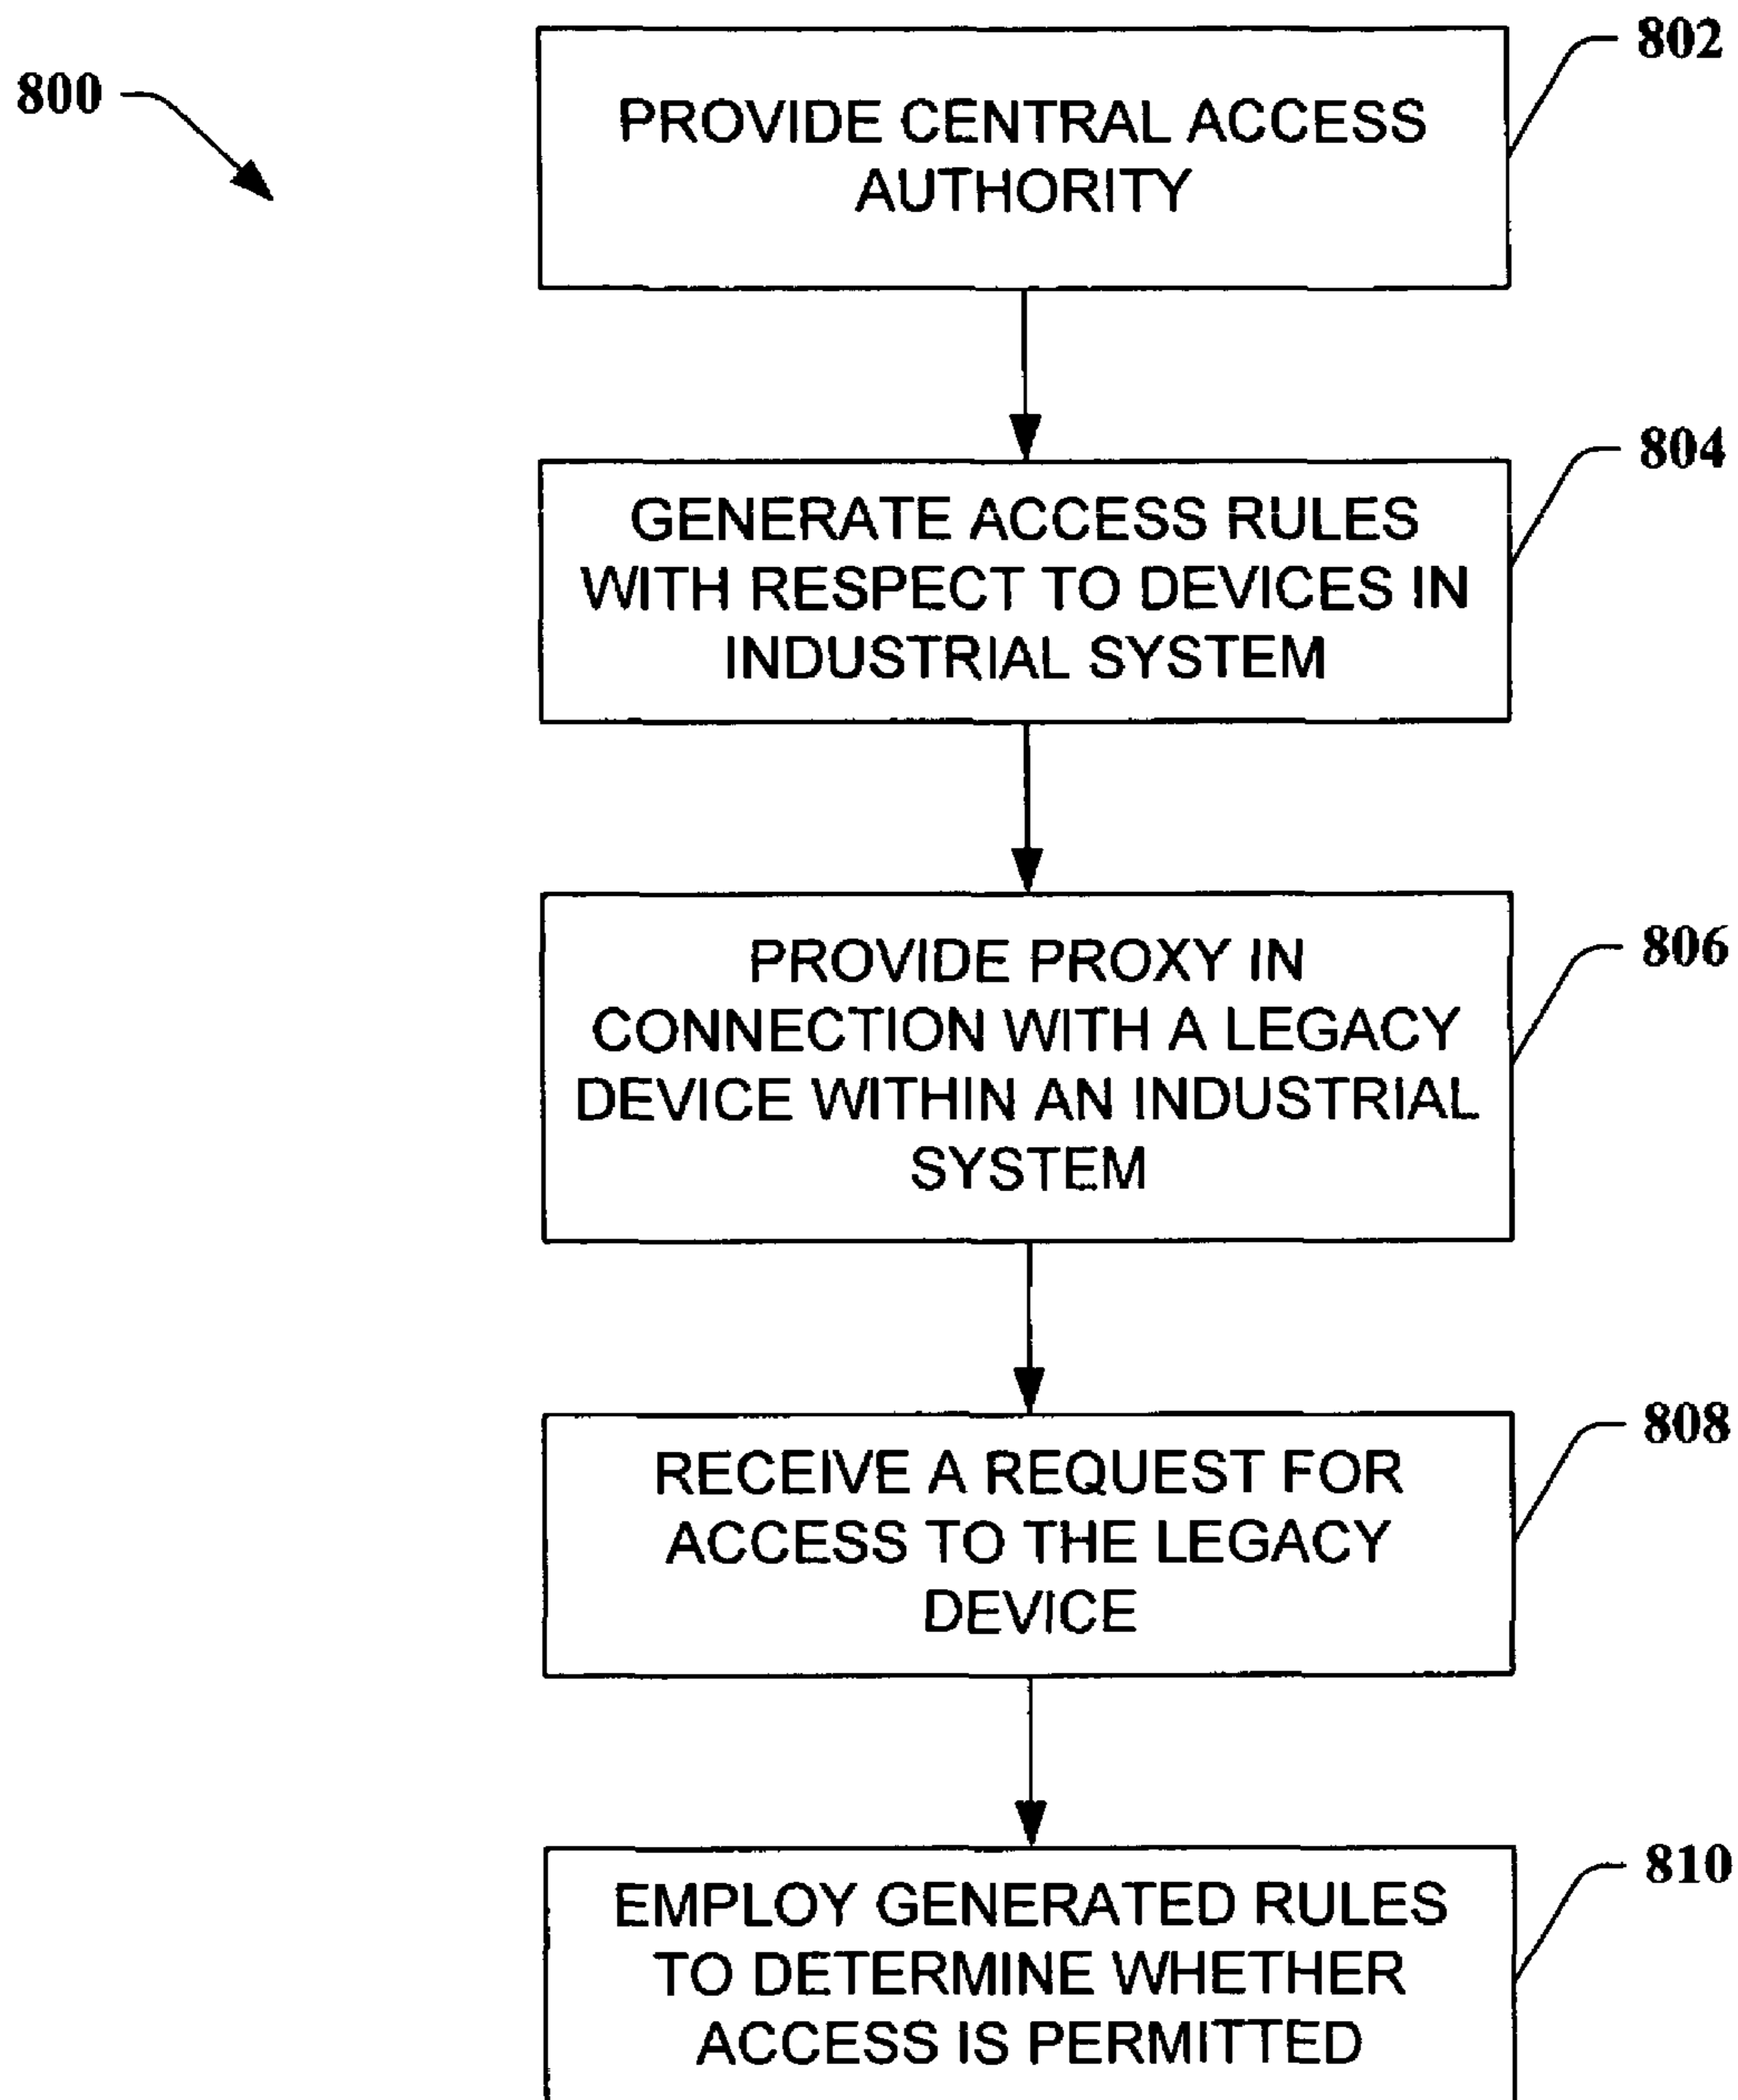 800
802
PROVIDE CENTRAL ACCESS
AUTHORITY
804
GENERATE ACCESS RULES
WITH RESPECT TO DEVICES IN
INDUSTRIAL SYSTEM
806
PROVIDE PROXY IN
CONNECTION WITH A LEGACY
DEVICE WITHIN AN INDUSTRIAL
SYSTEM
808
RECEIVE A REQUEST FOR
ACCESS TO THE LEGACY
DEVICE
810
EMPLOY GENERATED RULES
TO DETERMINE WHETHER
ACCESS IS PERMITTED